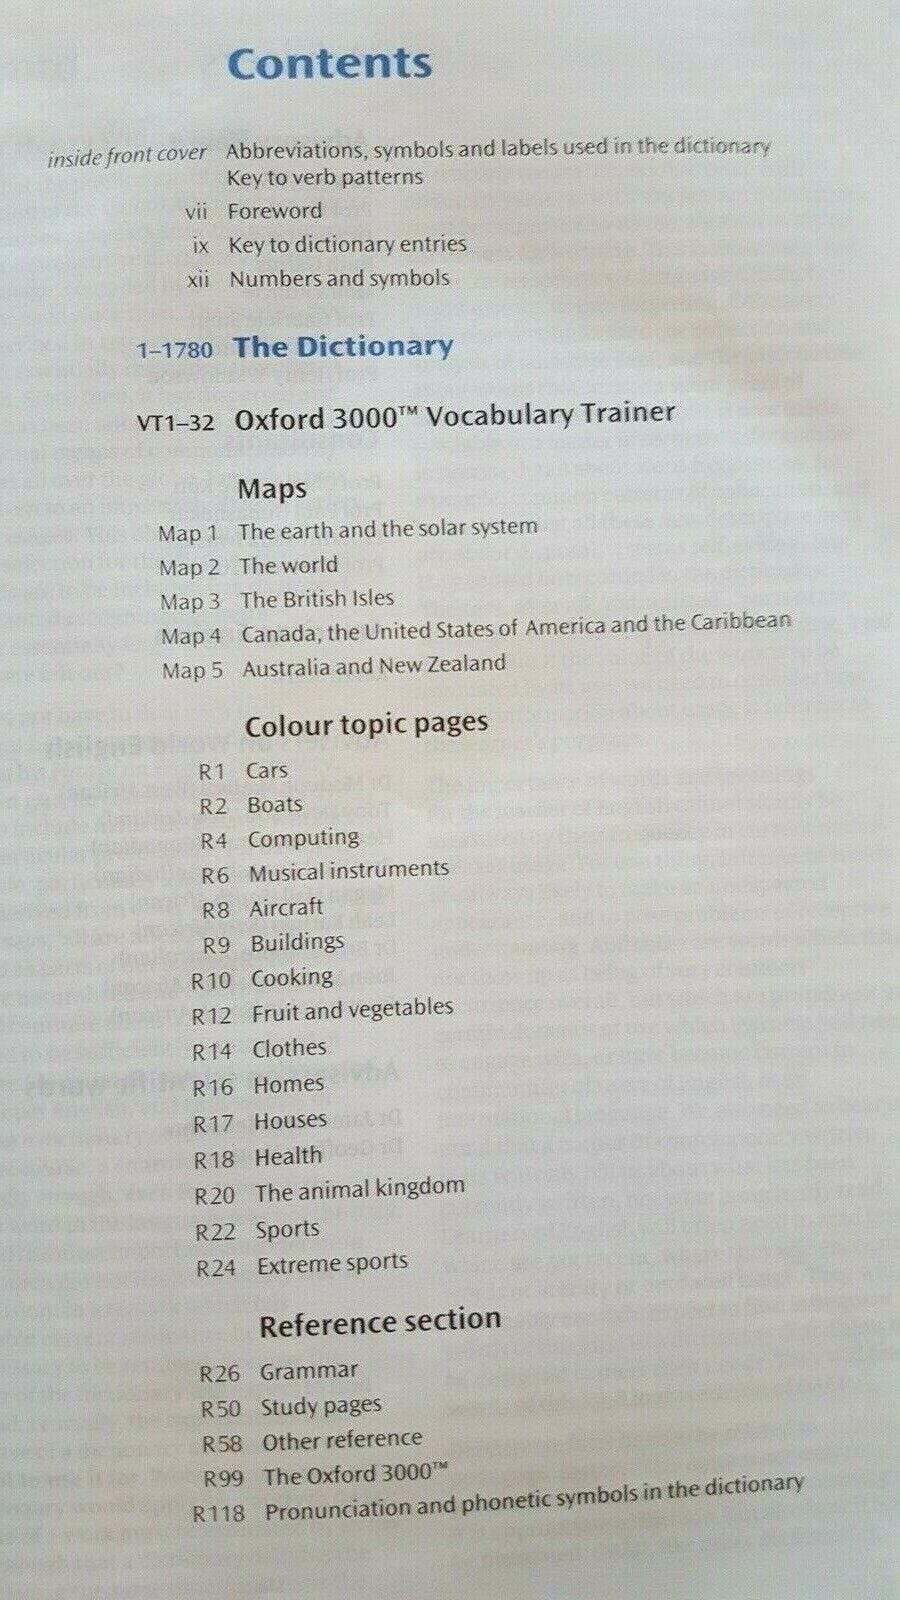 Contents
inside front cover Abbreviations, symbols and labels used in the dictionary
Key to verb patterns
vii Foreword
ix Key to dictionary entries
xii Numbers and symbols
1–1780 The Dictionary
VT1–32 Oxford 3000™ Vocabulary Trainer
Maps
Map 1 The earth and the solar system
Map 2 The world
Map 3 The British Isles
Map 4 Canada, the United States of America and the Caribbean
Map 5 Australia and New Zealand
Colour topic pages
R1 Cars
R2 Boats
R4 Computing
R6 Musical instruments
R8 Aircraft
R9 Buildings
R10 Cooking
R12 Fruit and vegetables
R14 Clothes
R16 Homes
R17 Houses
R18 Health
R20 The animal kingdom
R22 Sports
R24 Extreme sports
Reference section
R26 Grammar
R50 Study pages
R58 Other reference
R99 The Oxford 3000™
R118 Pronunciation and phonetic symbols in the dictionary